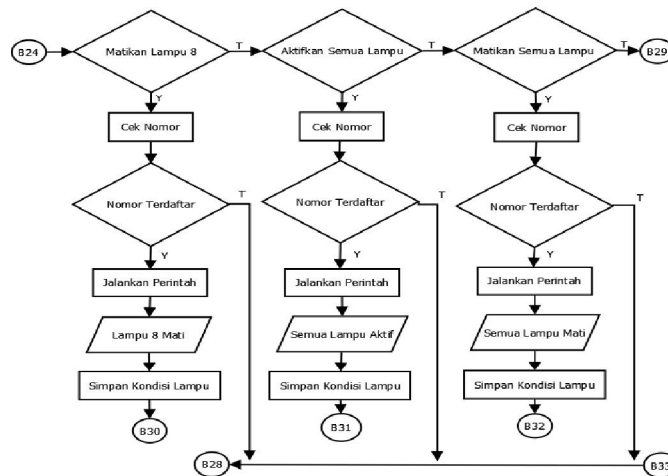 B24
Matikan Lampu 8
T
Aktifkan Semua Lampu
T
Matikan Semua Lampu
T
B29
Y
Y
Y
Cek Nomor
Cek Nomor
Cek Nomor
Nomor Terdaftar
T
Nomor Terdaftar
T
Nomor Terdaftar
T
Y
Y
Y
Jalankan Perintah
Jalankan Perintah
Jalankan Perintah
Lampu 8 Mati
Semua Lampu Aktif
Semua Lampu Mati
Simpan Kondisi Lampu
Simpan Kondisi Lampu
Simpan Kondisi Lampu
B30
B31
B32
B28